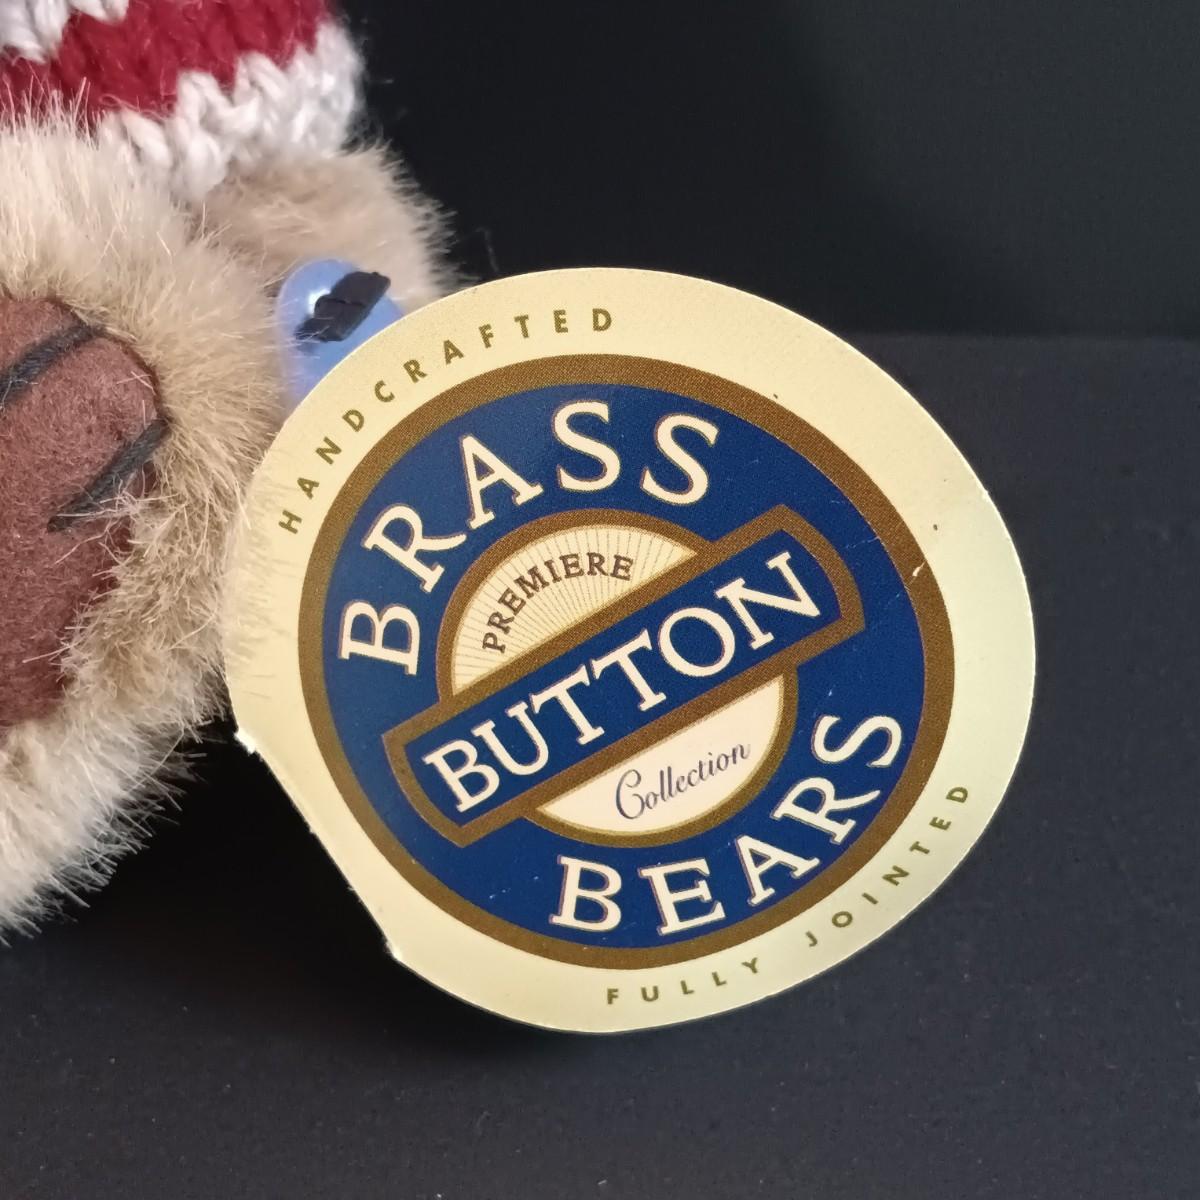 HANDCRAFTED
BRASS
PREMIERE
BUTTON
Collection
BEARS
FULLY JOINTED